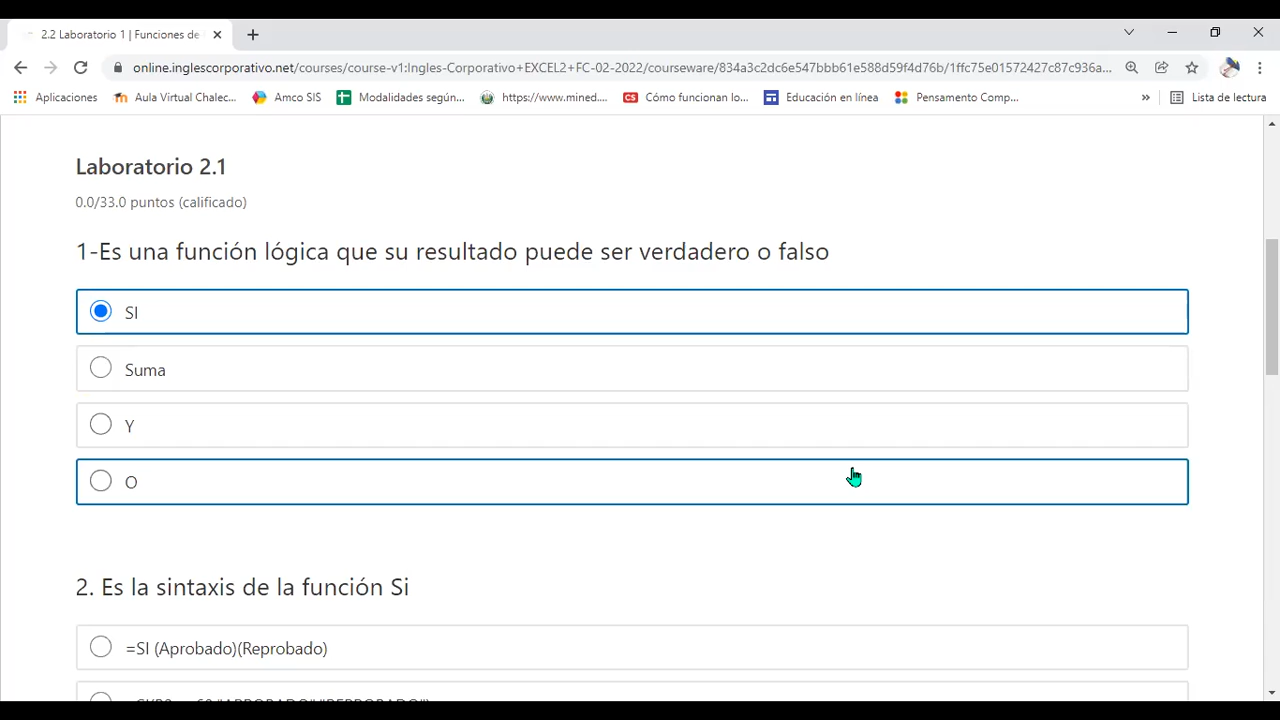 2.2 Laboratorio 1 | Funciones de
online.inglescorporativo.net/courses/course-v1:Ingles-Corporativo+EXCEL2+FC-02-2022/courseware/834a3c2dc6e547bbb61e588d59f4d76b/1ffc75e01572427c87c936a...
Aplicaciones Aula Virtual Chalec... Amco SIS Modalidades según... https://www.mined.... CS Cómo funcionan lo... Educación en línea Pensamento Comp... » Lista de lectura
Laboratorio 2.1
0.0/33.0 puntos (calificado)
1-Es una función lógica que su resultado puede ser verdadero o falso
SI
Suma
Y
O
2. Es la sintaxis de la función Si
=SI (Aprobado)(Reprobado)